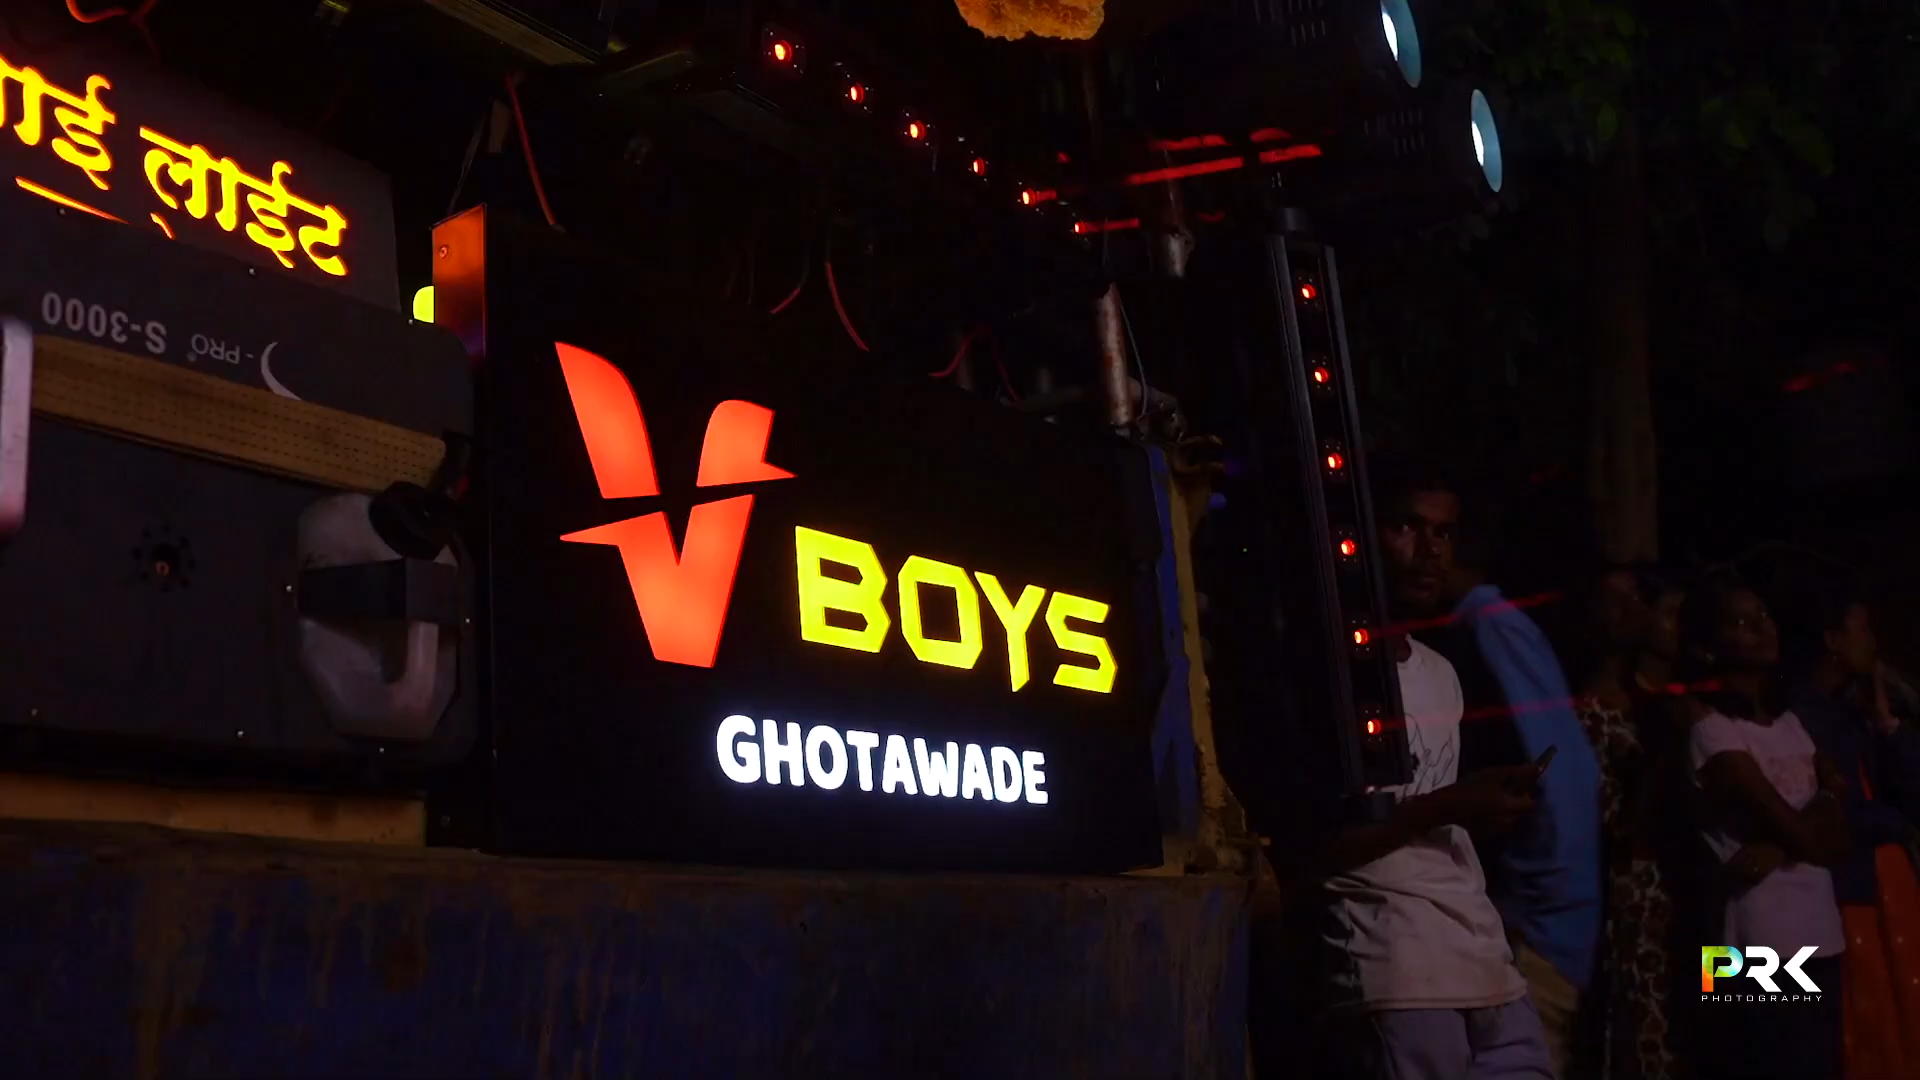 लाईट
S-3000
- PRO
V BOYS
GHOTAWADE
PRK
PHOTOGRAPHY